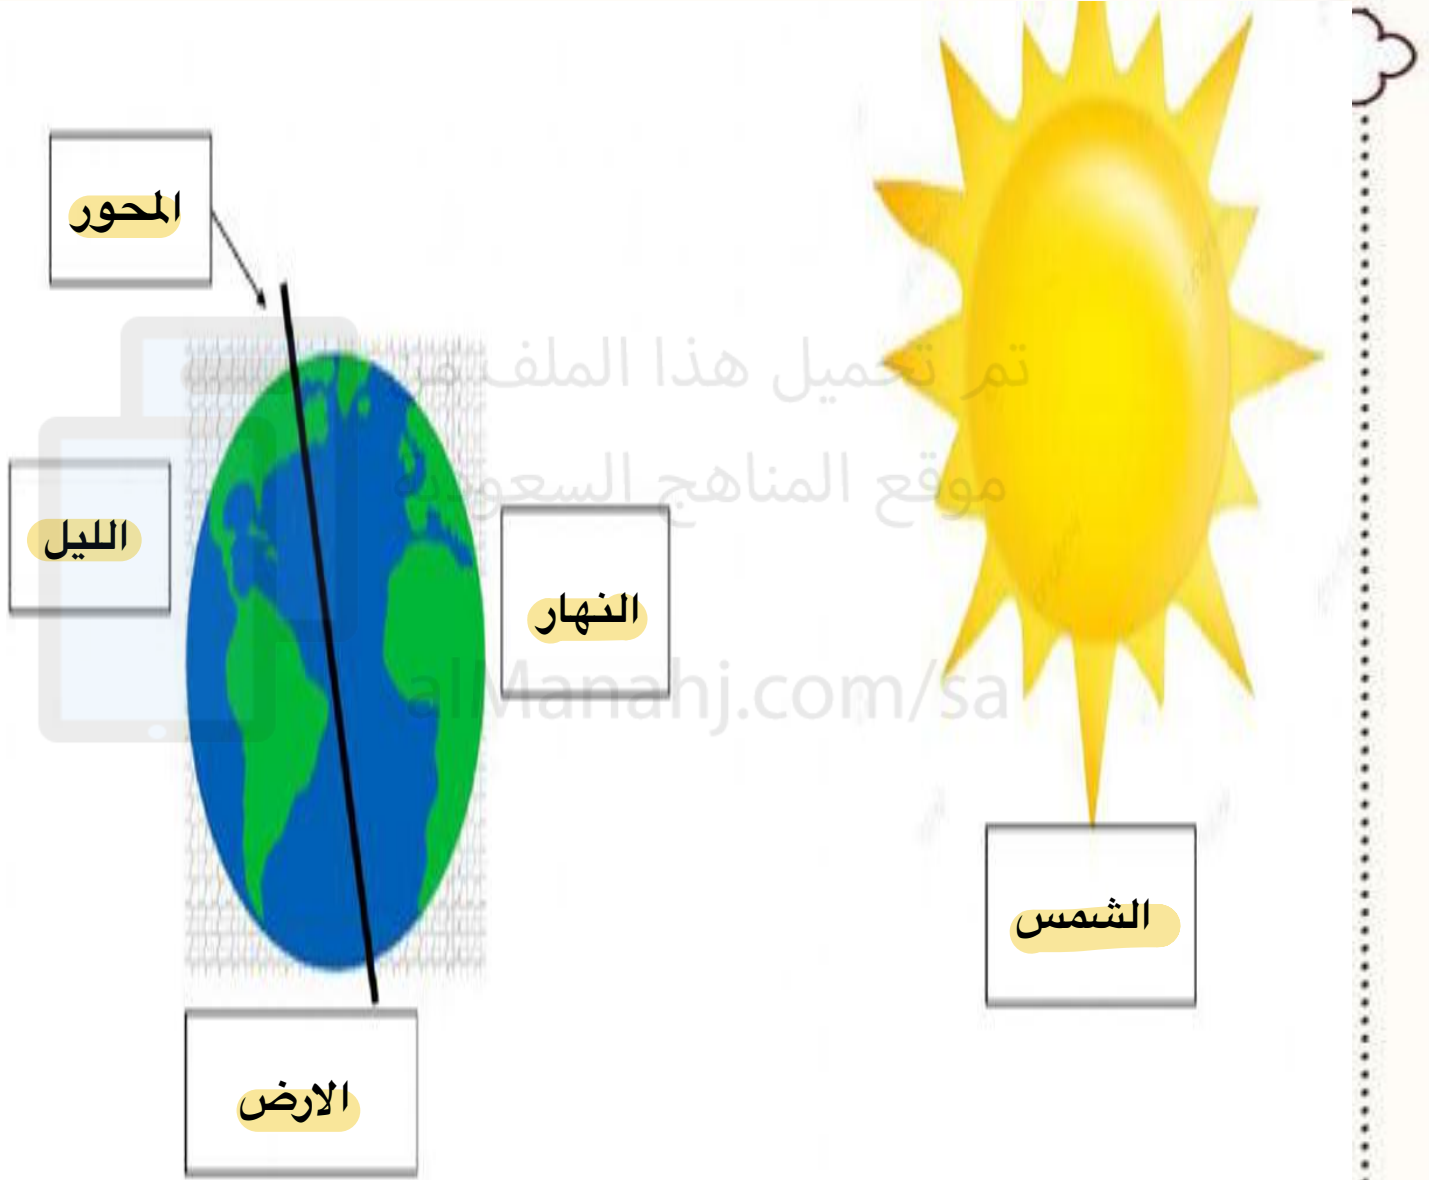 المحور
تم تحميل هذا الملف من
موقع المناهج السعودية
الليل
النهار
alManahj.com/sa
الشمس
الارض